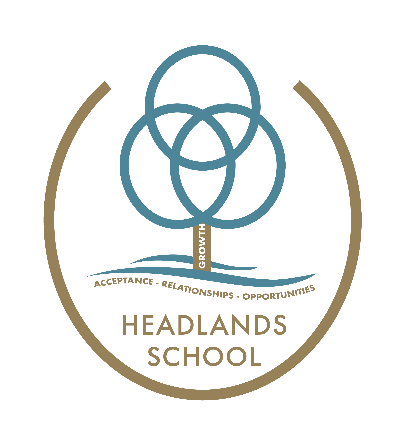 GROWTH
ACCEPTANCE - RELATIONSHIPS - OPPORTUNITIES
HEADLANDS
SCHOOL